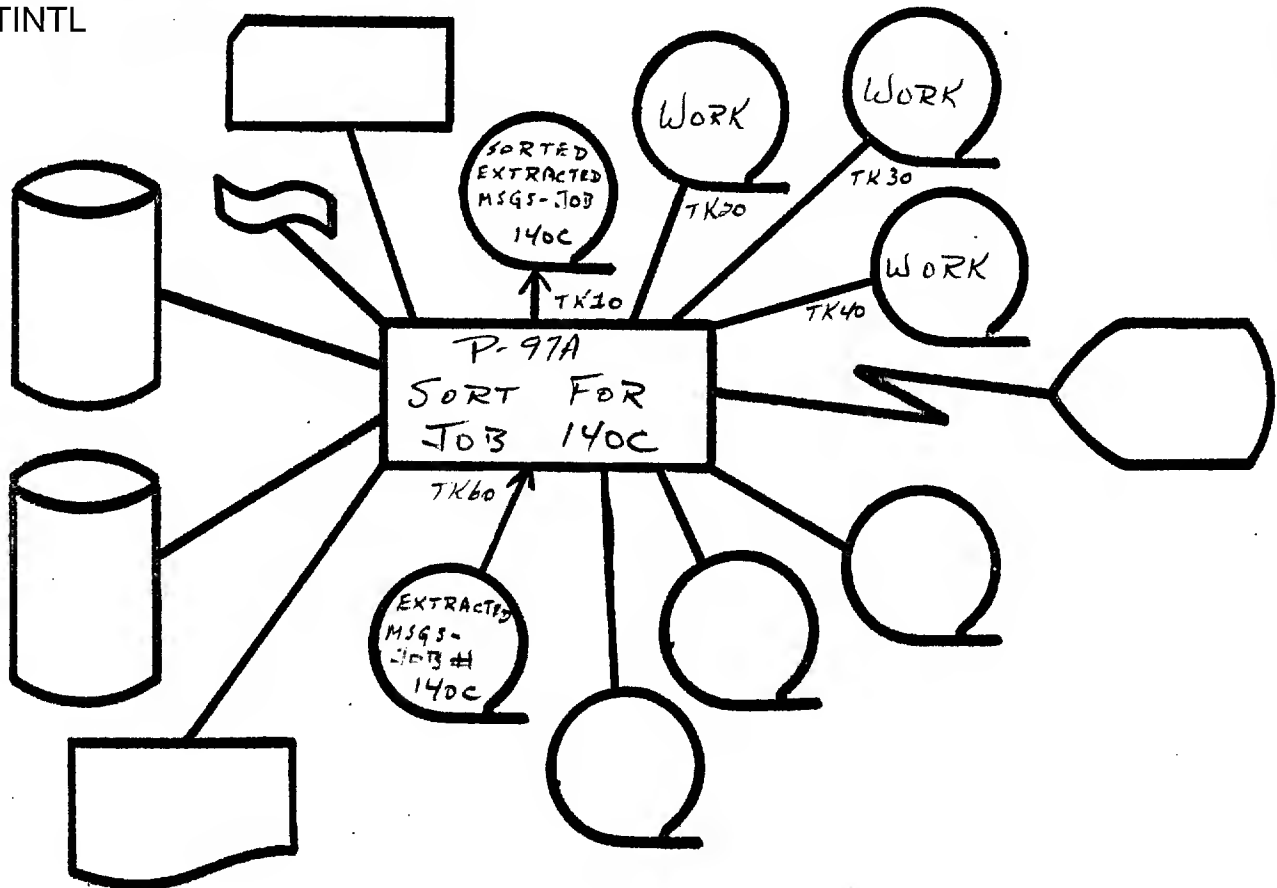 TINTL
WORK
WORK
SORTED
EXTRACTED
MSGS-JOB
140C
TK30
TK20
WORK
TK10
TK40
P-97A
SORT FOR
JOB 140C
TK60
EXTRACTED
MSGS-
JOB #
140C